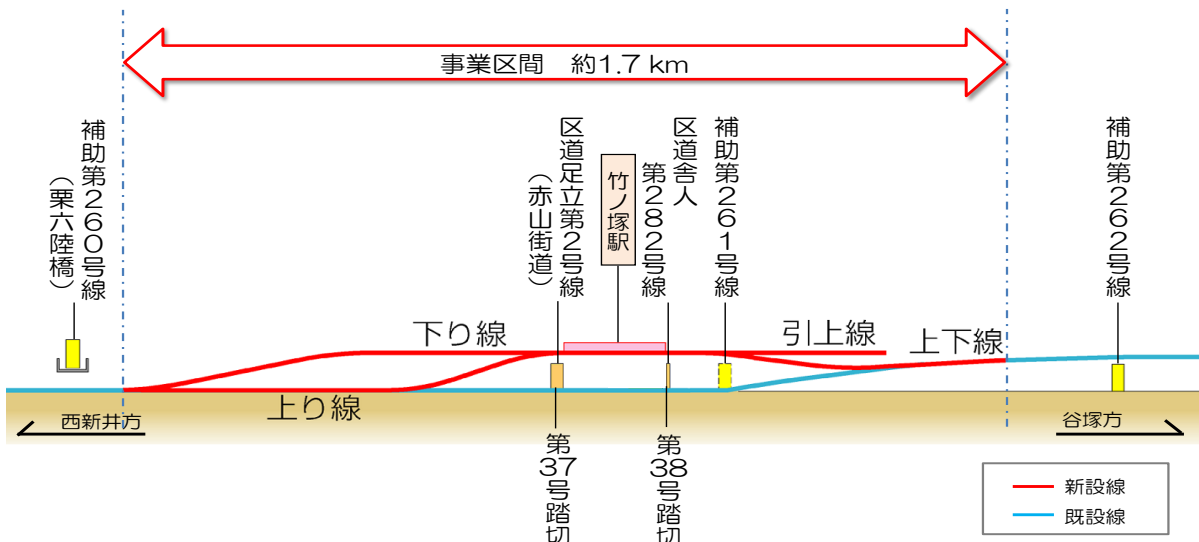 事業区間 約1.7 km
補助第260号線
(栗六陸橋)
区道足立第2号線
(赤山街道)
竹ノ塚駅
区道舎人
第282号線
補助第261号線
補助第262号線
下り線
引上線
上下線
上り線
西新井方
谷塚方
第37号踏切
第38号踏切
新設線
既設線